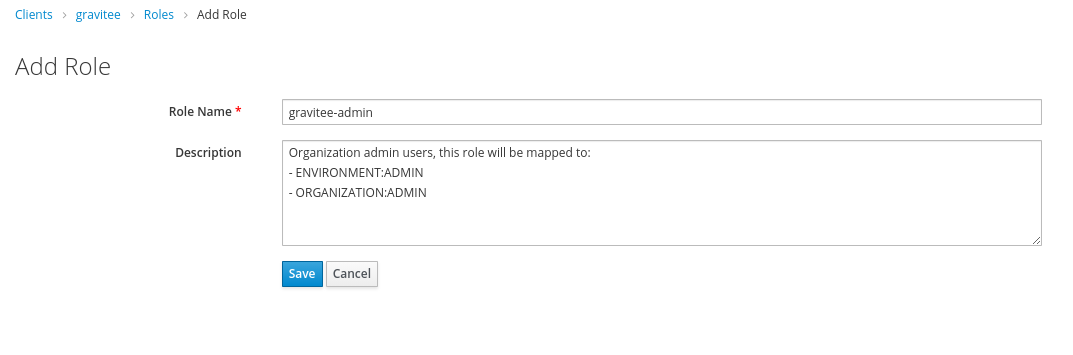 Clients > gravitee > Roles > Add Role
Add Role
Role Name * gravitee-admin
Description Organization admin users, this role will be mapped to:
- ENVIRONMENT:ADMIN
- ORGANIZATION:ADMIN
Save Cancel